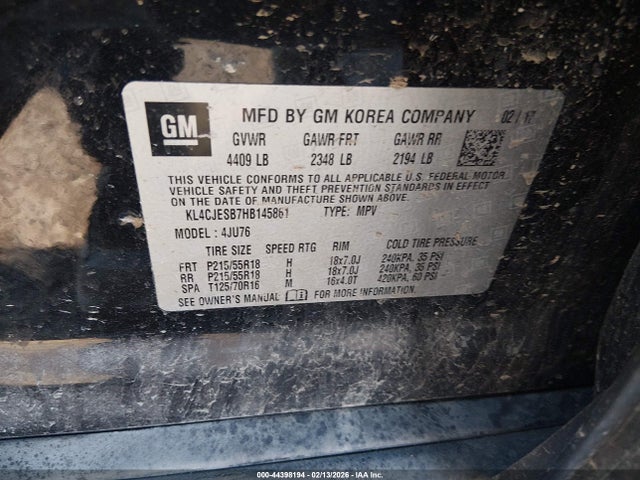 GM
MFD BY GM KOREA COMPANY 02 / 17
GVWR GAWR FRT GAWR RR
4409 LB 2348 LB 2194 LB
THIS VEHICLE CONFORMS TO ALL APPLICABLE U.S. FEDERAL MOTOR
VEHICLE SAFETY AND THEFT PREVENTION STANDARDS IN EFFECT
ON THE DATE OF MANUFACTURE SHOWN ABOVE.
KL4CJESB7HB145861 TYPE: MPV
MODEL : 4JU76
TIRE SIZE SPEED RTG RIM COLD TIRE PRESSURE
FRT P215/55R18 H 18x7.0J 240KPA, 35 PSI
RR P215/55R18 H 18x7.0J 240KPA, 35 PSI
SPA T125/70R16 M 16x4.0T 420KPA, 60 PSI
SEE OWNER'S MANUAL FOR MORE INFORMATION.
000-44398194 - 02/13/2026 - IAAI.COM